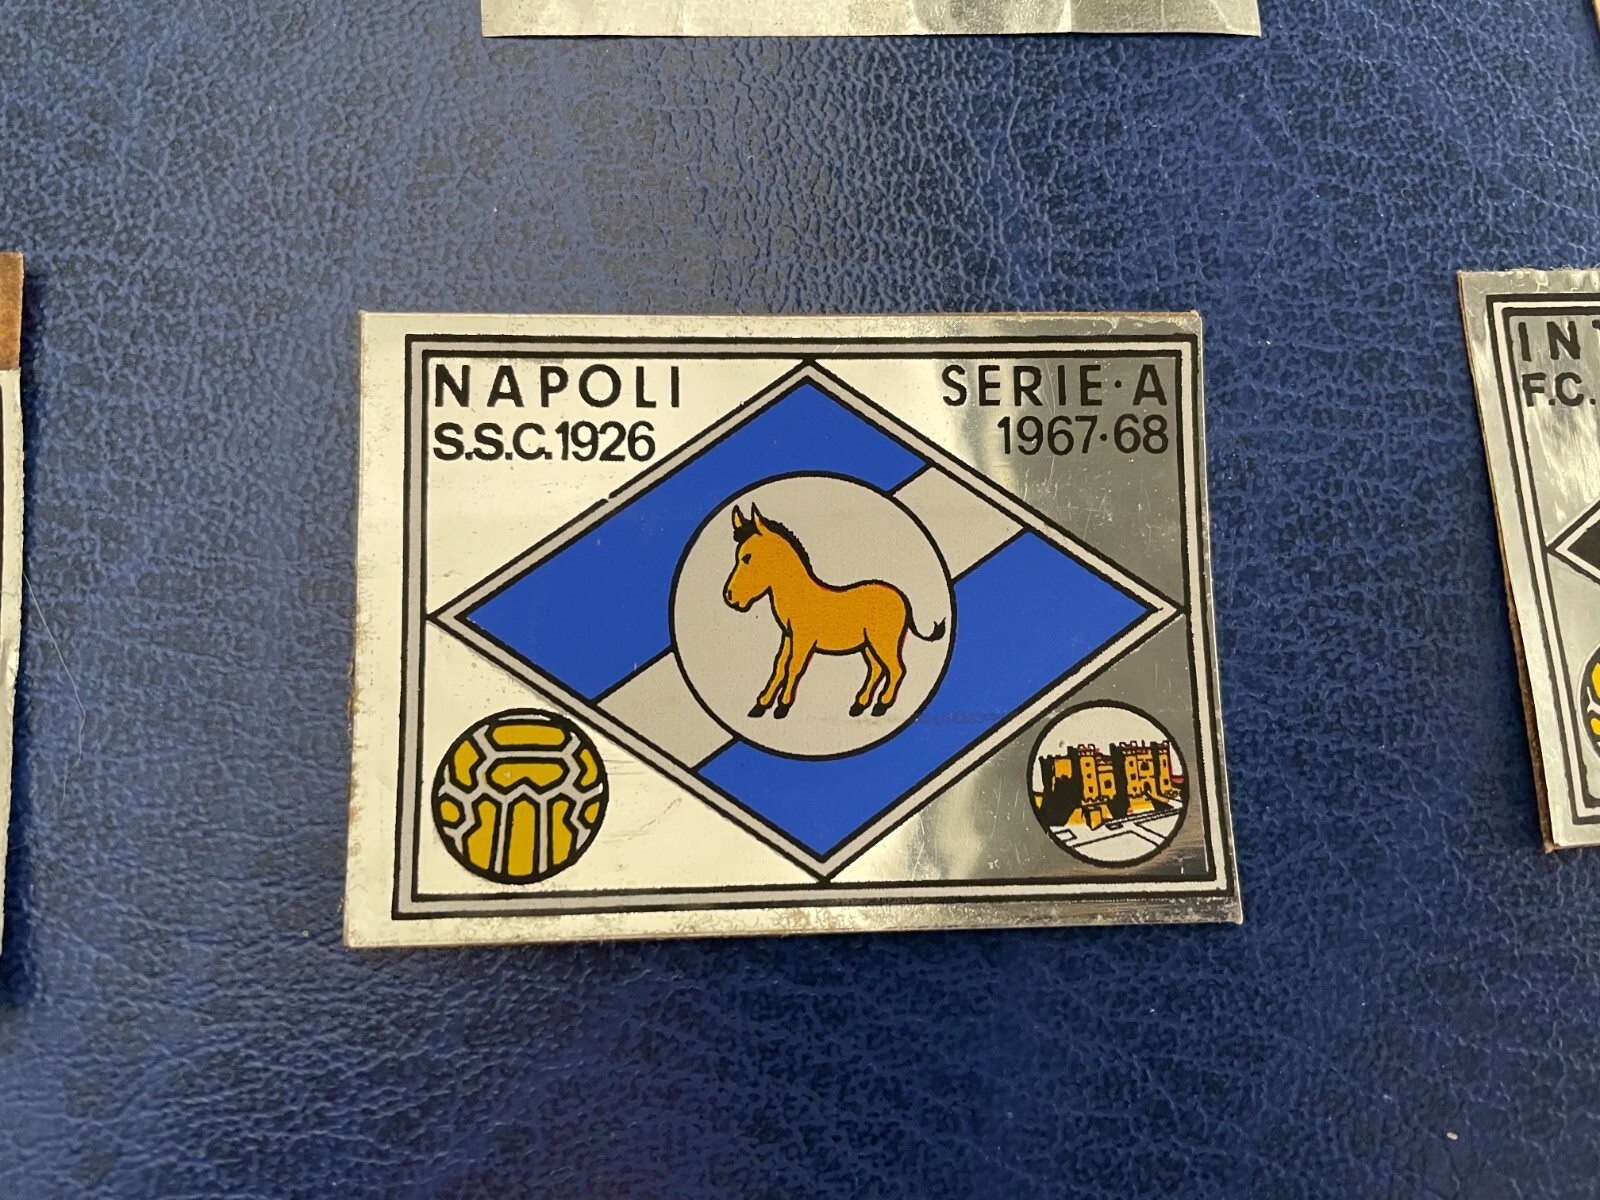 NAPOLI
S.S.C.1926
SERIE·A
1967·68
F.C.